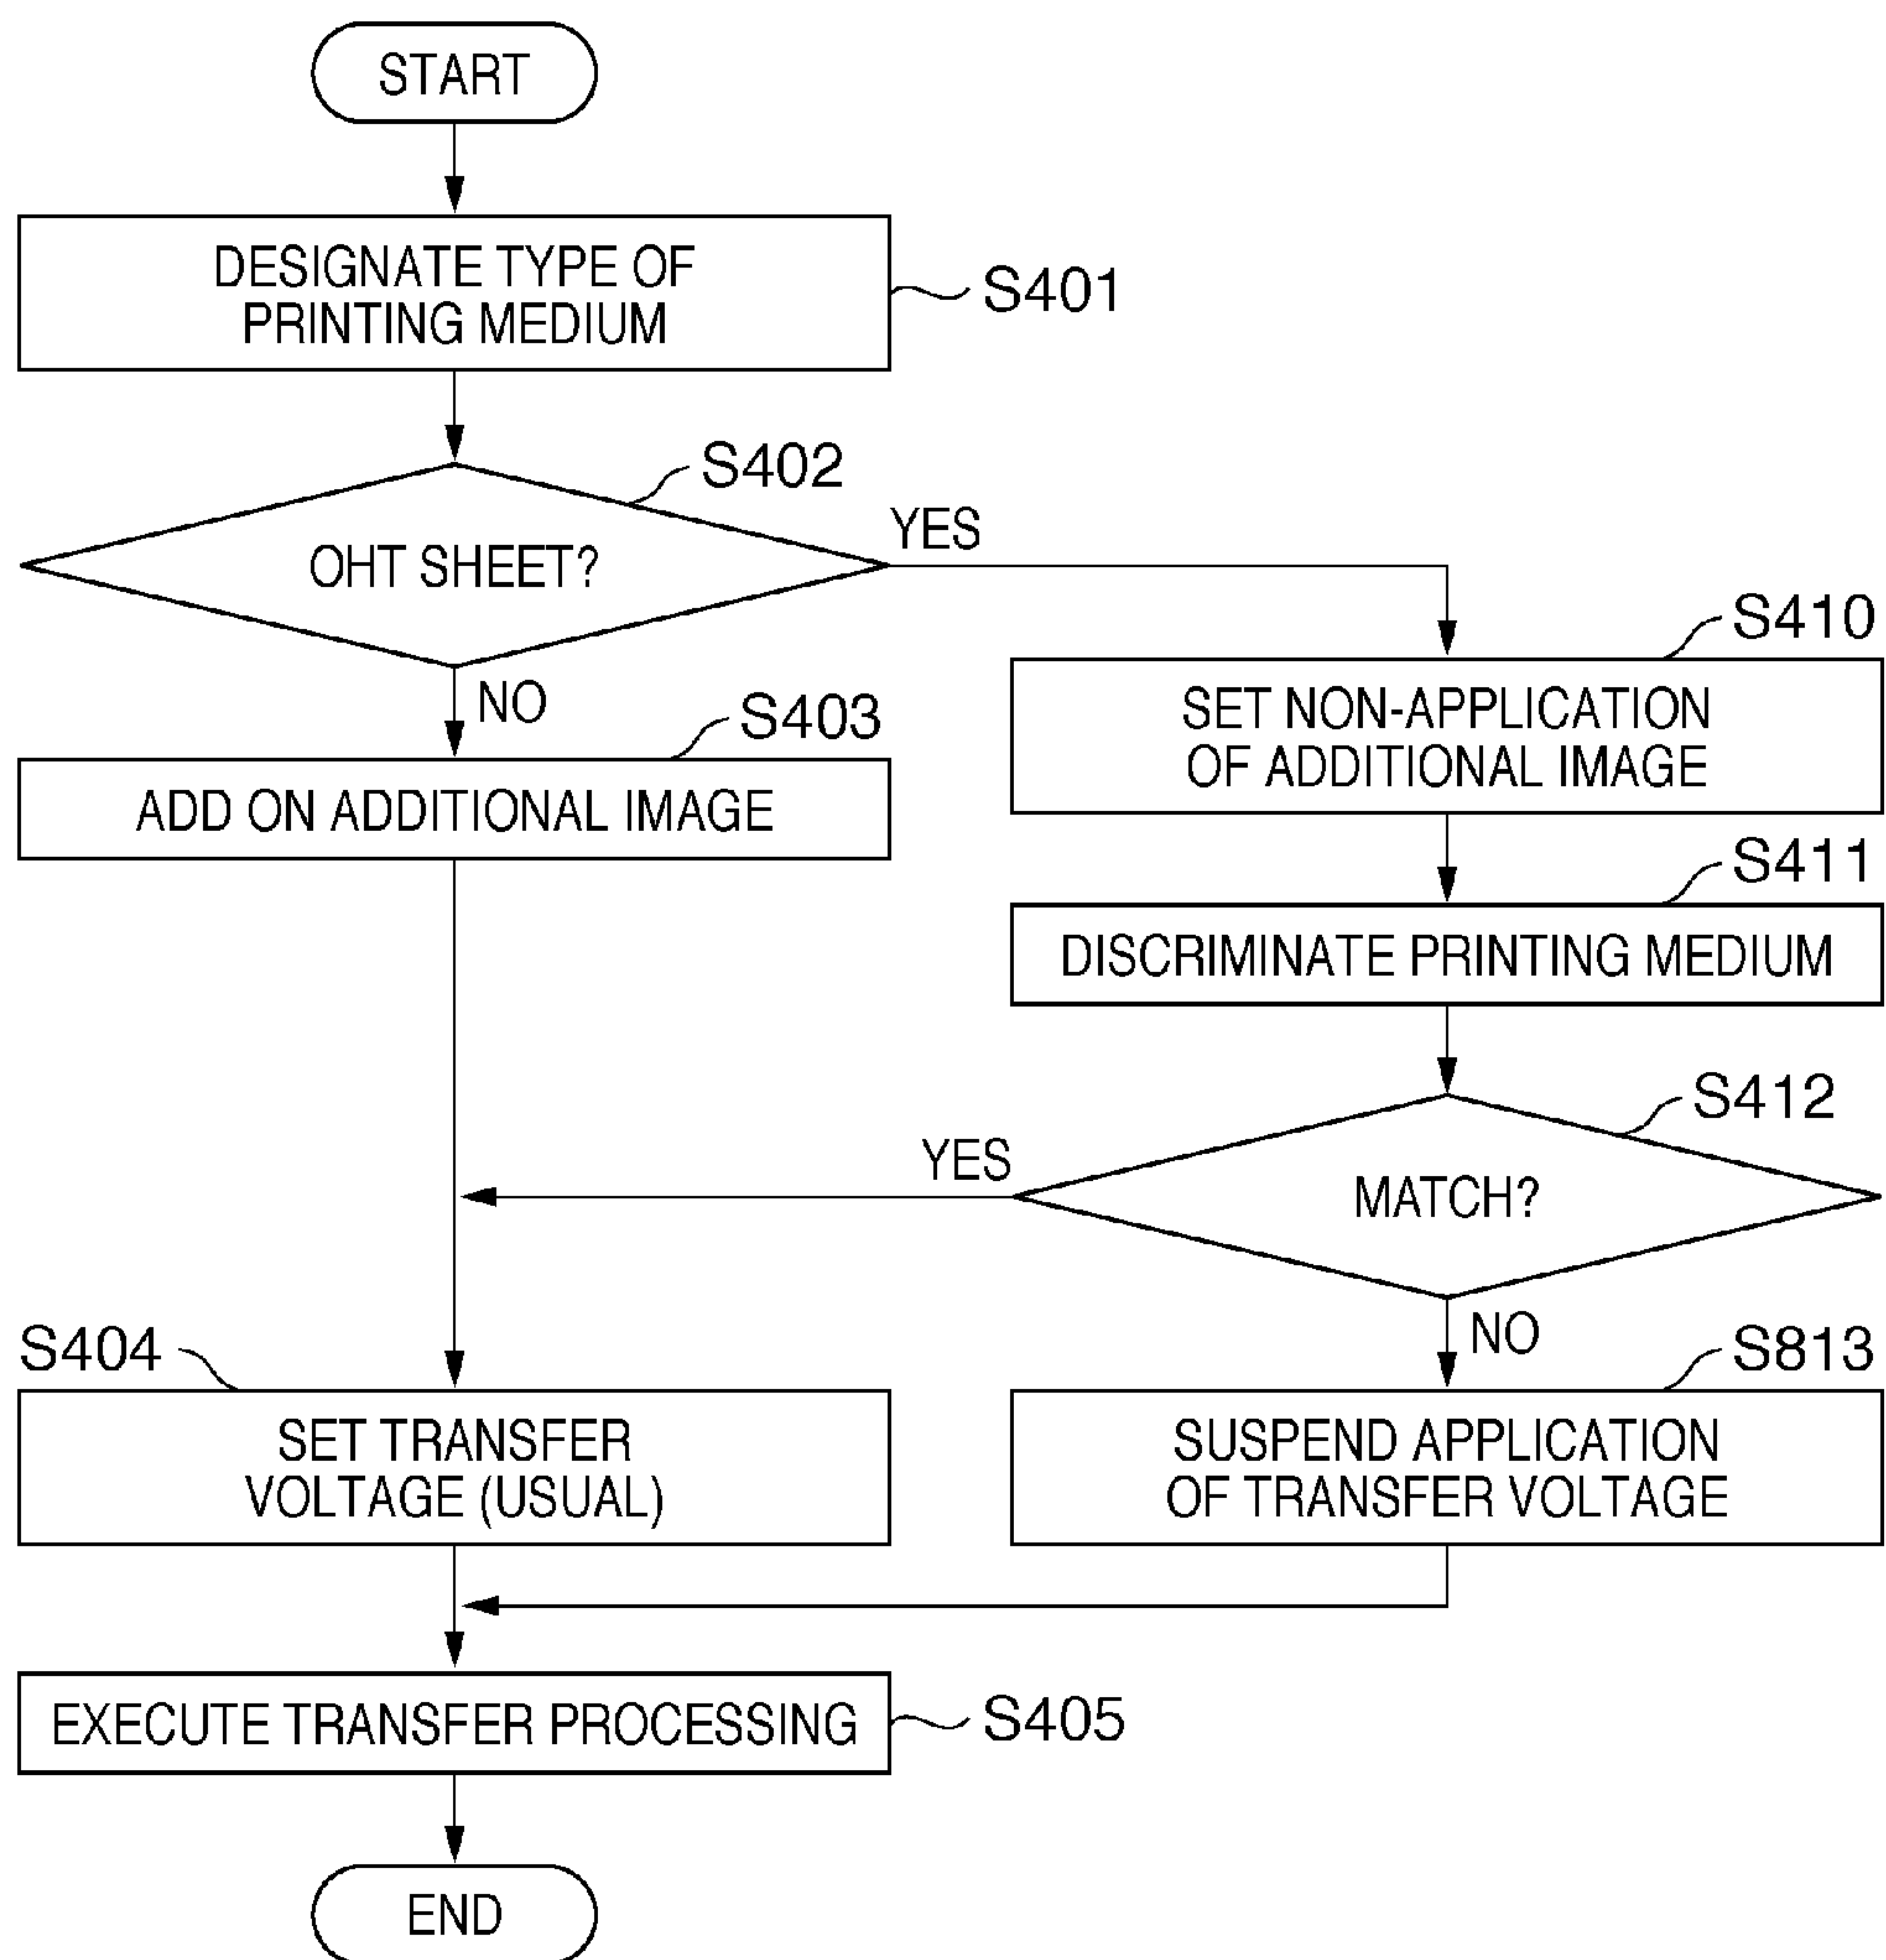 START
DESIGNATE TYPE OF
PRINTING MEDIUM
S401
S402
OHT SHEET?
YES
NO
S403
ADD ON ADDITIONAL IMAGE
S410
SET NON-APPLICATION
OF ADDITIONAL IMAGE
S411
DISCRIMINATE PRINTING MEDIUM
S412
MATCH?
YES
NO
S404
SET TRANSFER
VOLTAGE (USUAL)
S813
SUSPEND APPLICATION
OF TRANSFER VOLTAGE
EXECUTE TRANSFER PROCESSING
S405
END